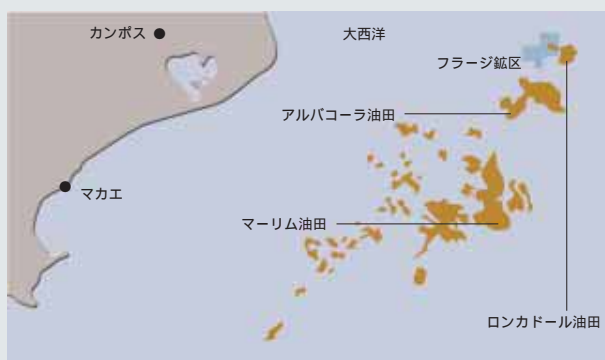 カンポス
大西洋
フラージ鉱区
アルバコーラ油田
マカエ
マーリム油田
ロンカドール油田